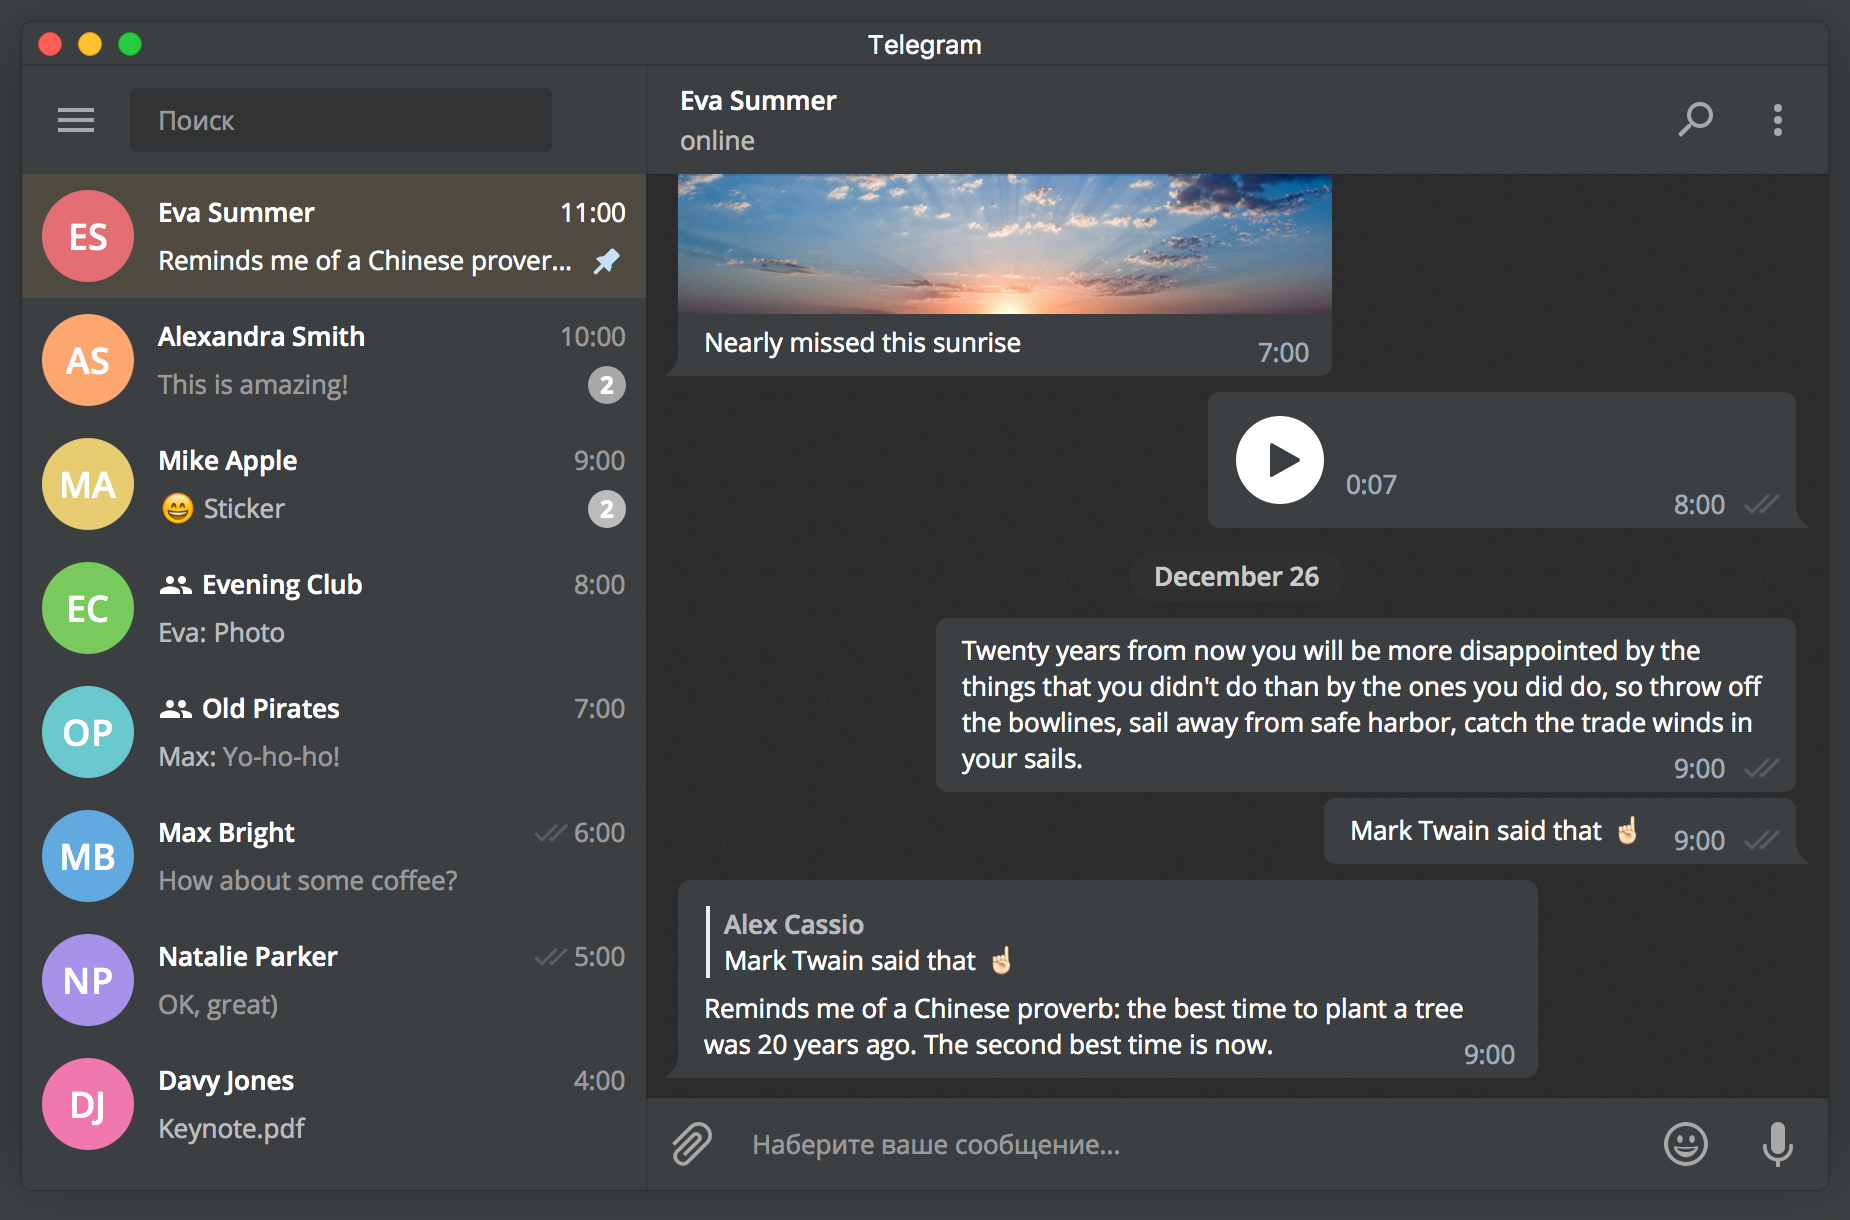 Telegram
Поиск
ES
Eva Summer 11:00
Reminds me of a Chinese prover...
AS
Alexandra Smith 10:00
This is amazing! 2
MA
Mike Apple 9:00
😄 Sticker 2
EC
Evening Club 8:00
Eva: Photo
OP
Old Pirates 7:00
Max: Yo-ho-ho!
MB
Max Bright 6:00
How about some coffee?
NP
Natalie Parker 5:00
OK, great)
DJ
Davy Jones 4:00
Keynote.pdf
Eva Summer
online
Nearly missed this sunrise 7:00
0:07 8:00
December 26
Twenty years from now you will be more disappointed by the
things that you didn't do than by the ones you did do, so throw off
the bowlines, sail away from safe harbor, catch the trade winds in
your sails. 9:00
Mark Twain said that ☝🏻 9:00
Alex Cassio
Mark Twain said that ☝🏻
Reminds me of a Chinese proverb: the best time to plant a tree
was 20 years ago. The second best time is now. 9:00
Наберите ваше сообщение...